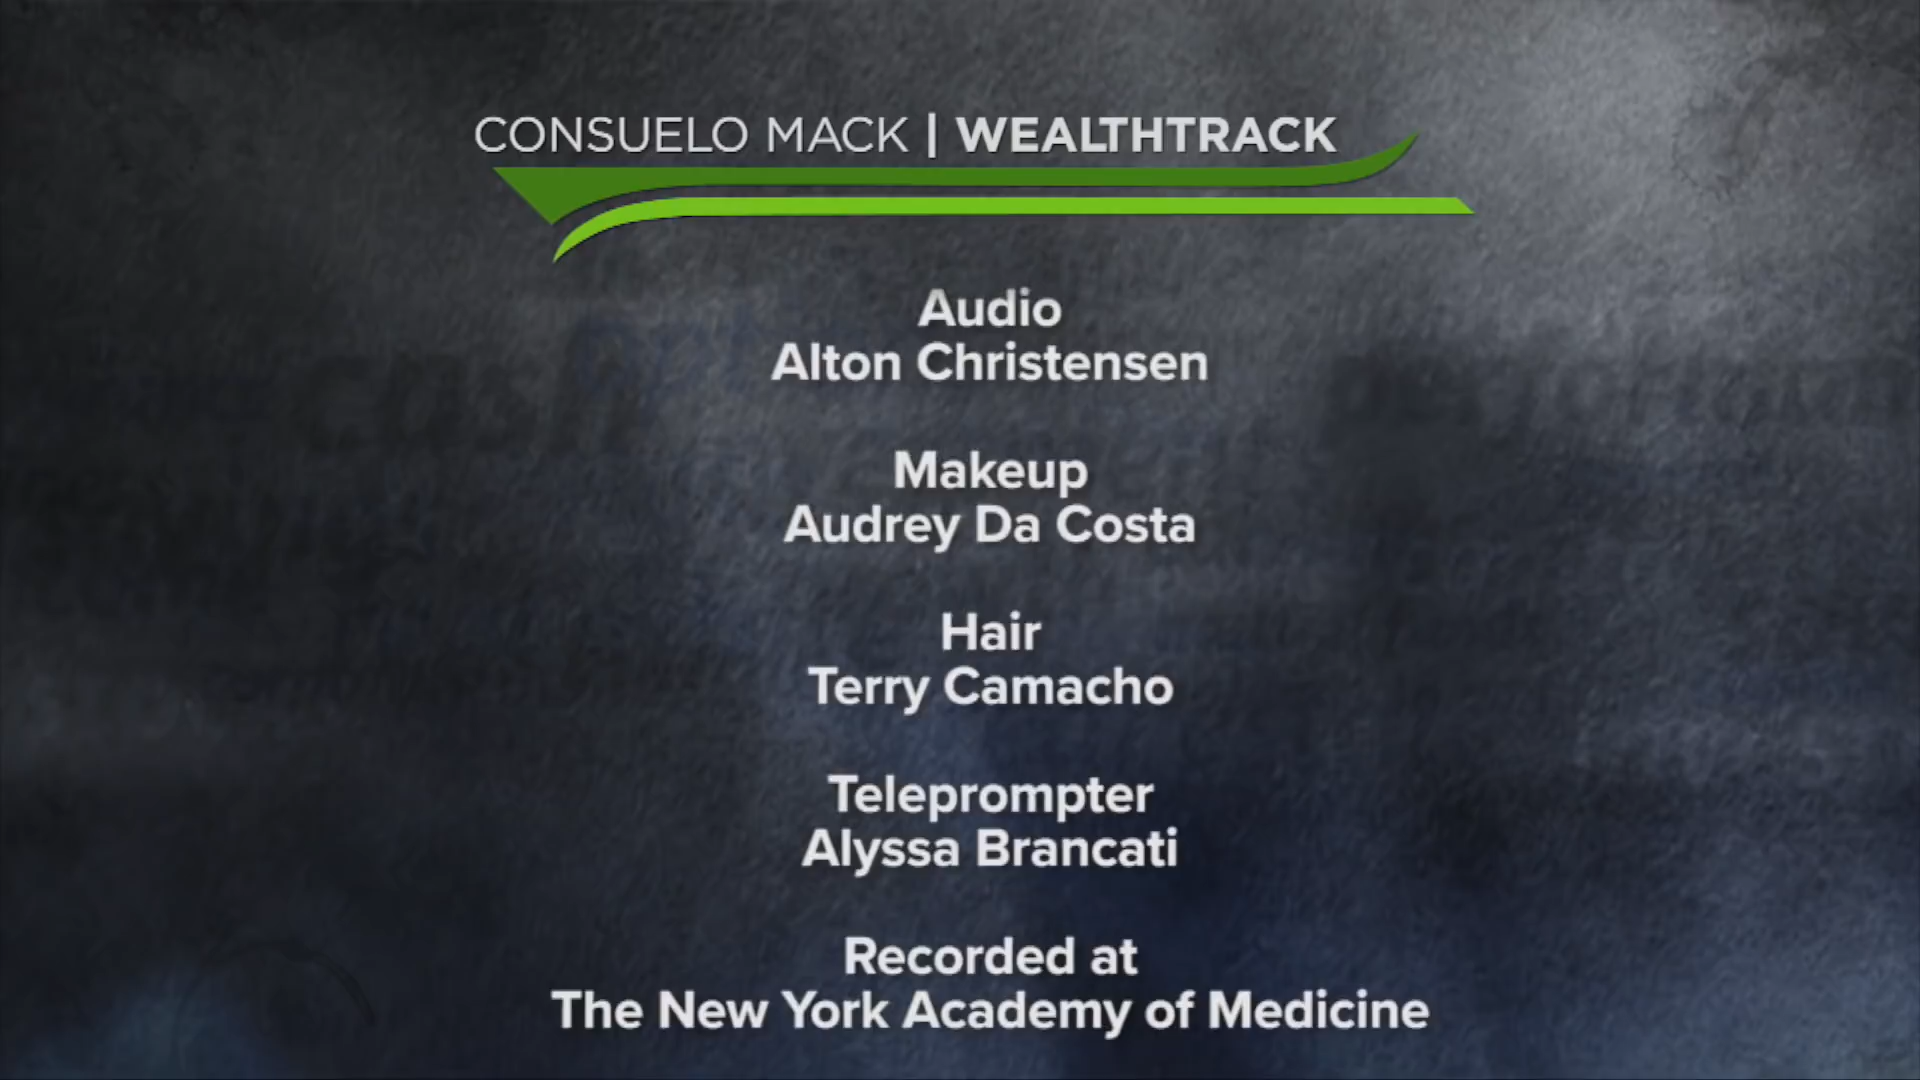 CONSUELO MACK | WEALTHTRACK
Audio
Alton Christensen
Makeup
Audrey Da Costa
Hair
Terry Camacho
Teleprompter
Alyssa Brancati
Recorded at
The New York Academy of Medicine